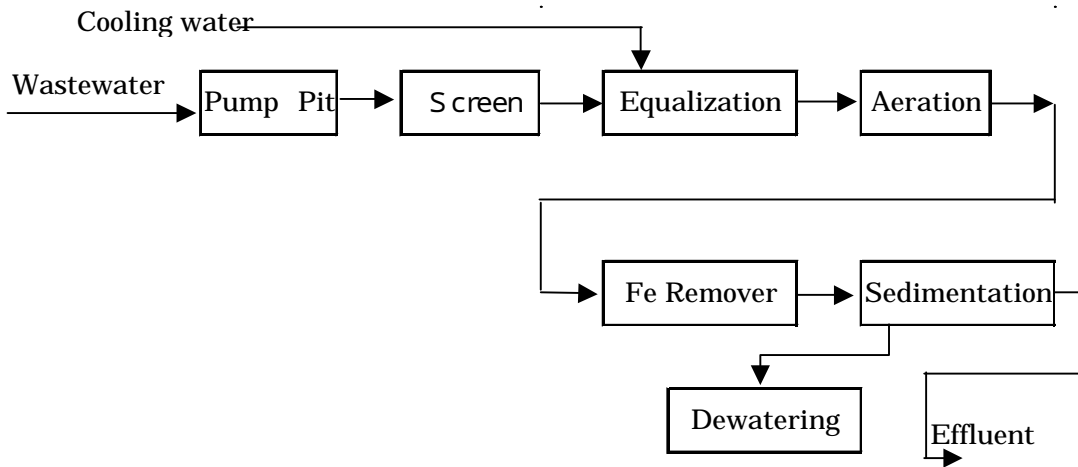 Cooling water
Wastewater
Pump Pit
Screen
Equalization
Aeration
Fe Remover
Sedimentation
Dewatering
Effluent